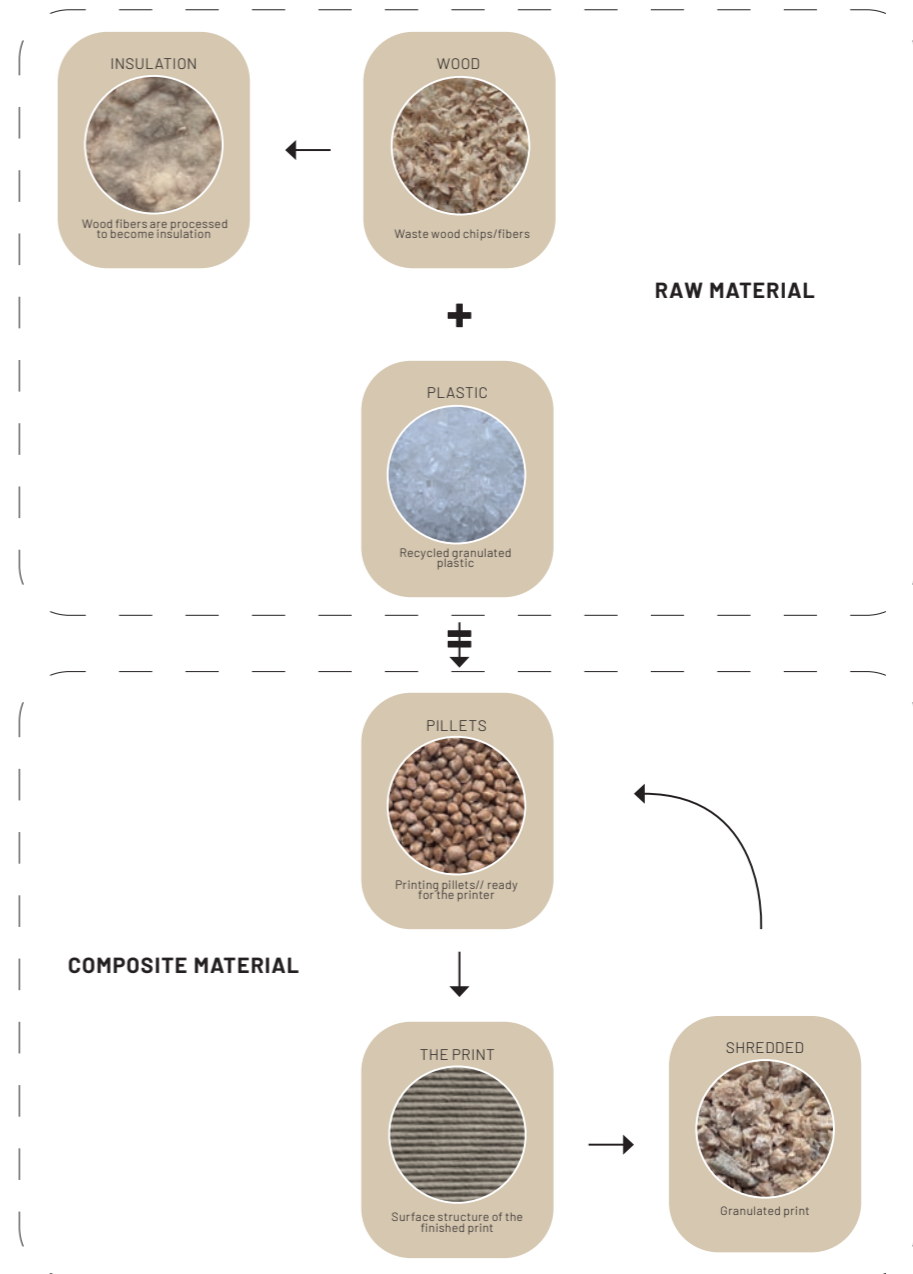 INSULATION
Wood fibers are processed
to become insulation
WOOD
Waste wood chips/fibers
RAW MATERIAL
PLASTIC
Recycled granulated
plastic
PILLETS
Printing pillets// ready
for the printer
COMPOSITE MATERIAL
THE PRINT
Surface structure of the
finished print
SHREDDED
Granulated print